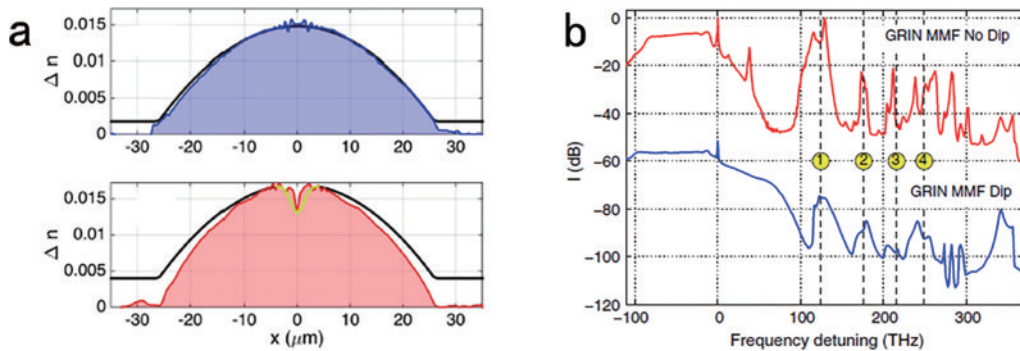 a
Δ n
0.015
0.01
0.005
0
-30 -20 -10 0 10 20 30
Δ n
0.015
0.01
0.005
0
-30 -20 -10 0 10 20 30
x (μm)
b
I (dB)
0
-20
-40
-60
-80
-100
-120
GRIN MMF No Dip
1 2 3 4
GRIN MMF Dip
-100 0 100 200 300
Frequency detuning (THz)